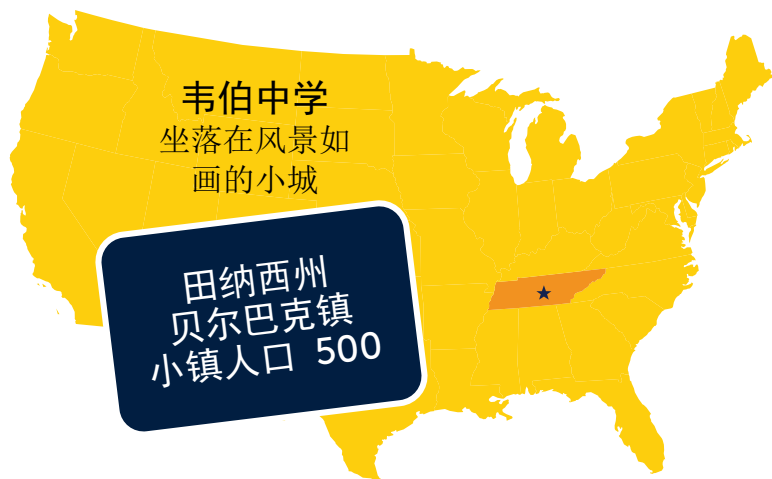 韦伯中学
坐落在风景如
画的小城
田纳西州
贝尔巴克镇
小镇人口 500